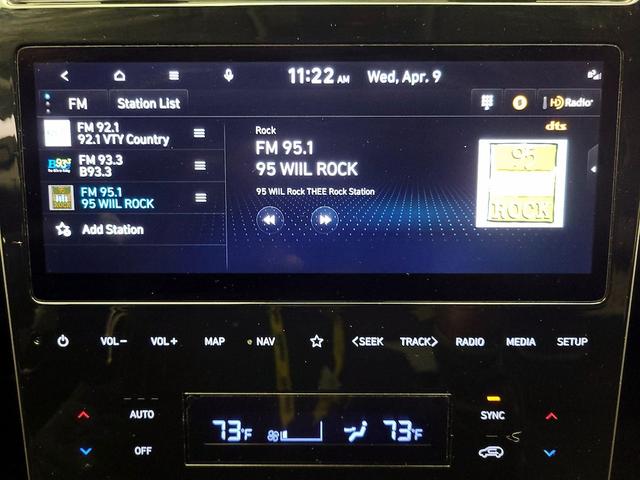 11:22 AM Wed, Apr. 9
FM Station List HD Radio
dts
FM 92.1
92.1 VTY Country
FM 93.3
B93.3
FM 95.1
95 WIIL ROCK
Add Station
Rock
FM 95.1
95 WIIL ROCK
95 WIIL Rock THEE Rock Station
95
ROCK
VOL− VOL+ MAP NAV <SEEK TRACK> RADIO MEDIA SETUP
AUTO
OFF
73°F 73°F
SYNC